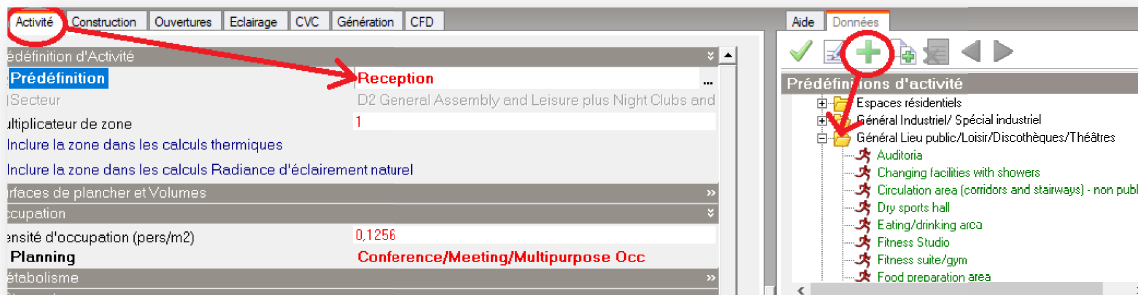 Activité Construction Ouvertures Eclairage CVC Génération CFD
édéfinition d'Activité
Prédéfinition Reception ...
Secteur D2 General Assembly and Leisure plus Night Clubs and
ultiplicateur de zone 1
Inclure la zone dans les calculs thermiques
Inclure la zone dans les calculs Radiance d'éclairement naturel
rfaces de plancher et Volumes
ccupation
ensité d'occupation (pers/m2) 0,1256
Planning Conference/Meeting/Multipurpose Occ
étabolisme
Aide Données
Prédéfinitions d'activité
Espaces résidentiels
Général Industriel/ Spécial industriel
Général Lieu public/Loisir/Discothèques/Théâtres
Auditoria
Changing facilities with showers
Circulation area (corridors and stairways) - non publ
Dry sports hall
Eating/drinking area
Fitness Studio
Fitness suite/gym
Food preparation area